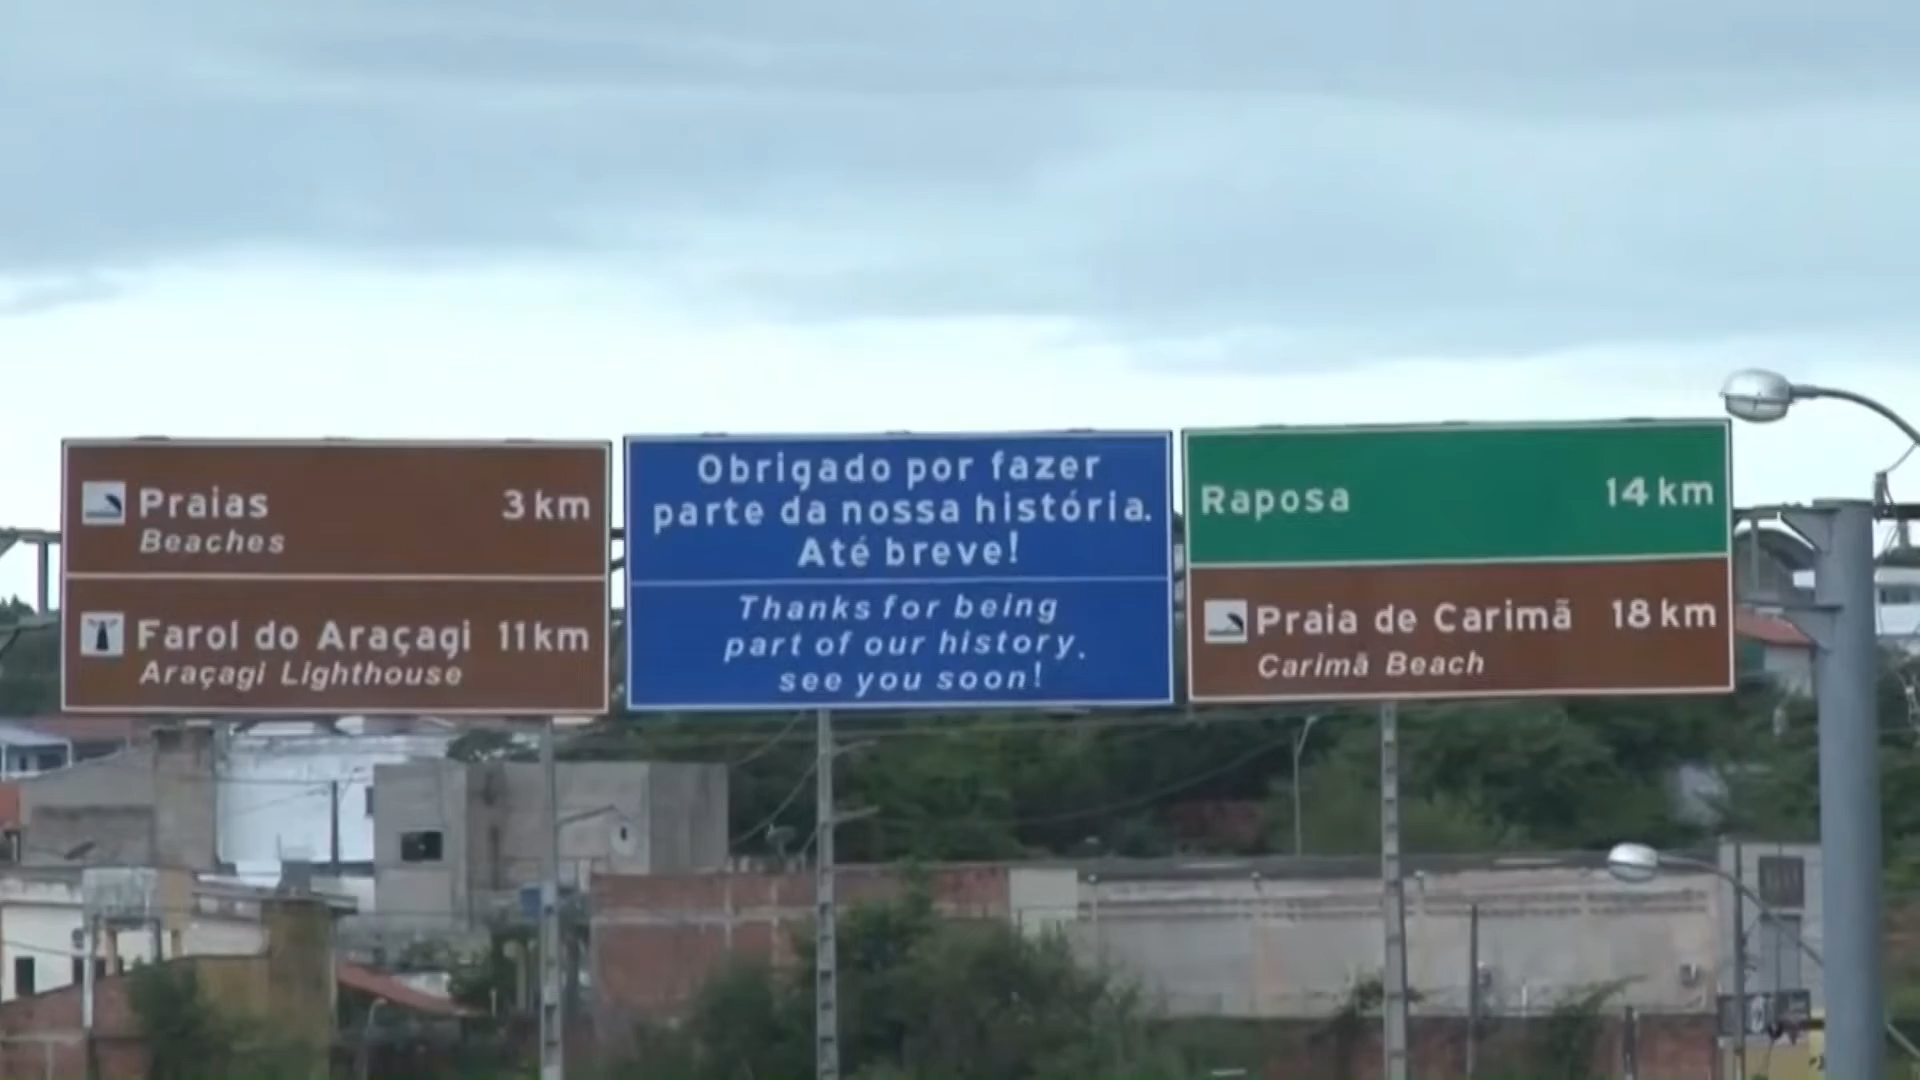 Praias 3 km
Beaches
Farol do Araçagi 11 km
Araçagi Lighthouse
Obrigado por fazer
parte da nossa história.
Até breve!
Thanks for being
part of our history,
see you soon!
Raposa 14 km
Praia de Carimã 18 km
Carimã Beach